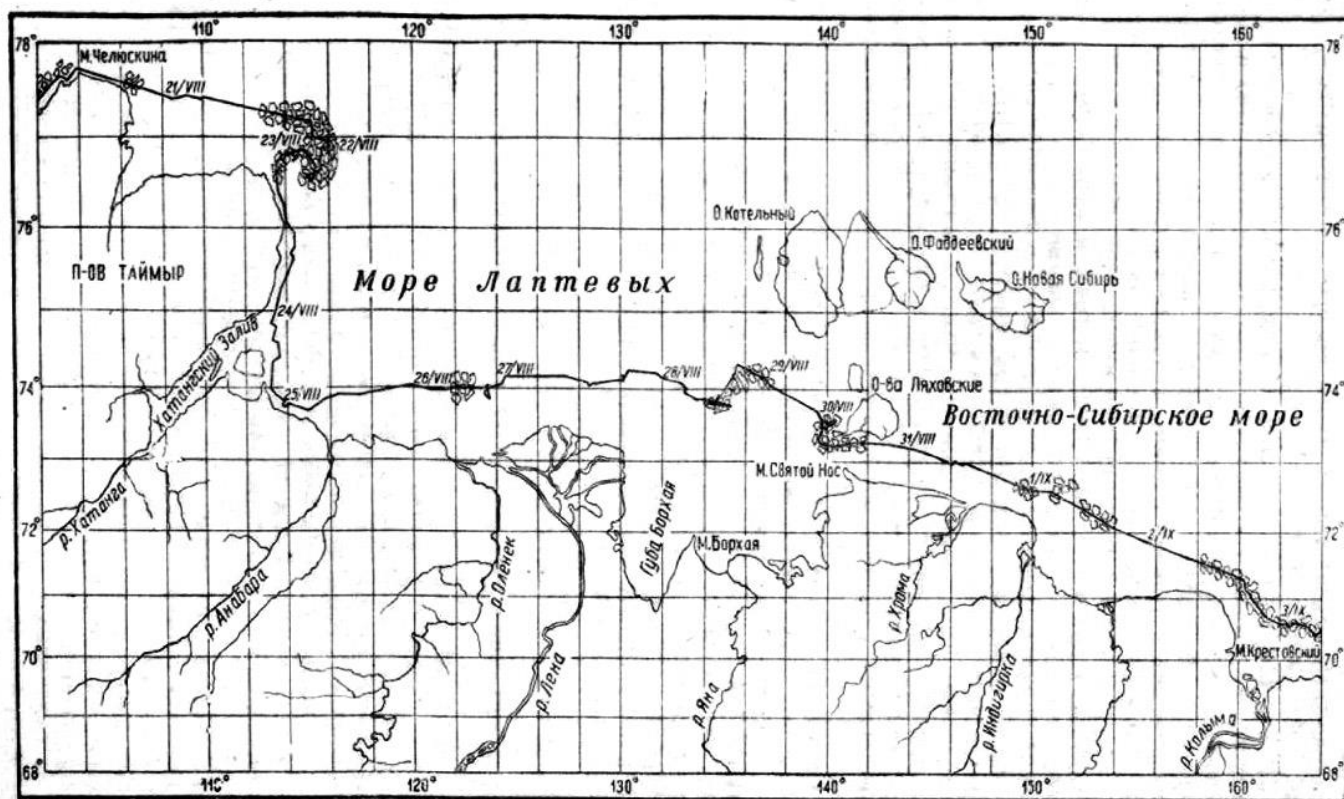 110° 120° 130° 140° 150° 160°
78° 78°
М.Челюскина
21/VIII
23/VIII 22/VIII
76° 76°
О.Котельный
О.Фаддеевский
О.Новая Сибирь
П-ОВ ТАЙМЫР
Море Лаптевых
24/VIII
Хатангский Залив
74° 74°
25/VIII 26/VIII 27/VIII 28/VIII 29/VIII
О-ва Ляховские
30/VIII
31/VIII
Восточно-Сибирское море
М.Святой Нос
1/IX
2/IX
3/IX
72° 72°
р.Хатанга
р.Анабара
р.Оленек
р.Лена
Губа Борхая
М.Борхая
р.Яна
р.Хрома
р.Индигирка
70° 70°
М.Крестовский
р.Колыма
68° 68°
110° 120° 130° 140° 150° 160°